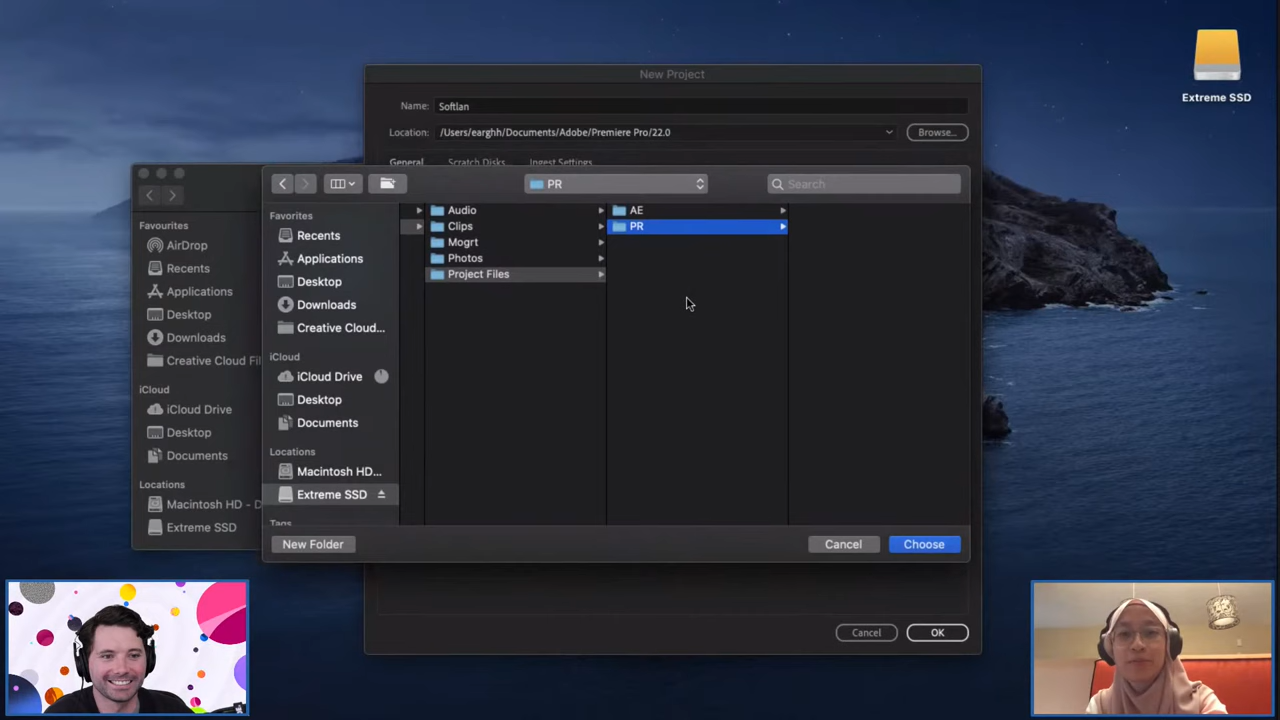 Extreme SSD
New Project
Name: Softlan
Location: /Users/earghh/Documents/Adobe/Premiere Pro/22.0 Browse...
General Scratch Disks Ingest Settings
PR
Search
Favorites
Recents
Applications
Desktop
Downloads
Creative Cloud...
iCloud
iCloud Drive
Desktop
Documents
Locations
Macintosh HD...
Extreme SSD
Tags
Audio
Clips
Mogrt
Photos
Project Files
AE
PR
New Folder
Cancel
Choose
Favourites
AirDrop
Recents
Applications
Desktop
Downloads
Creative Cloud Fil
iCloud
iCloud Drive
Desktop
Documents
Locations
Macintosh HD - D
Extreme SSD
Cancel
OK